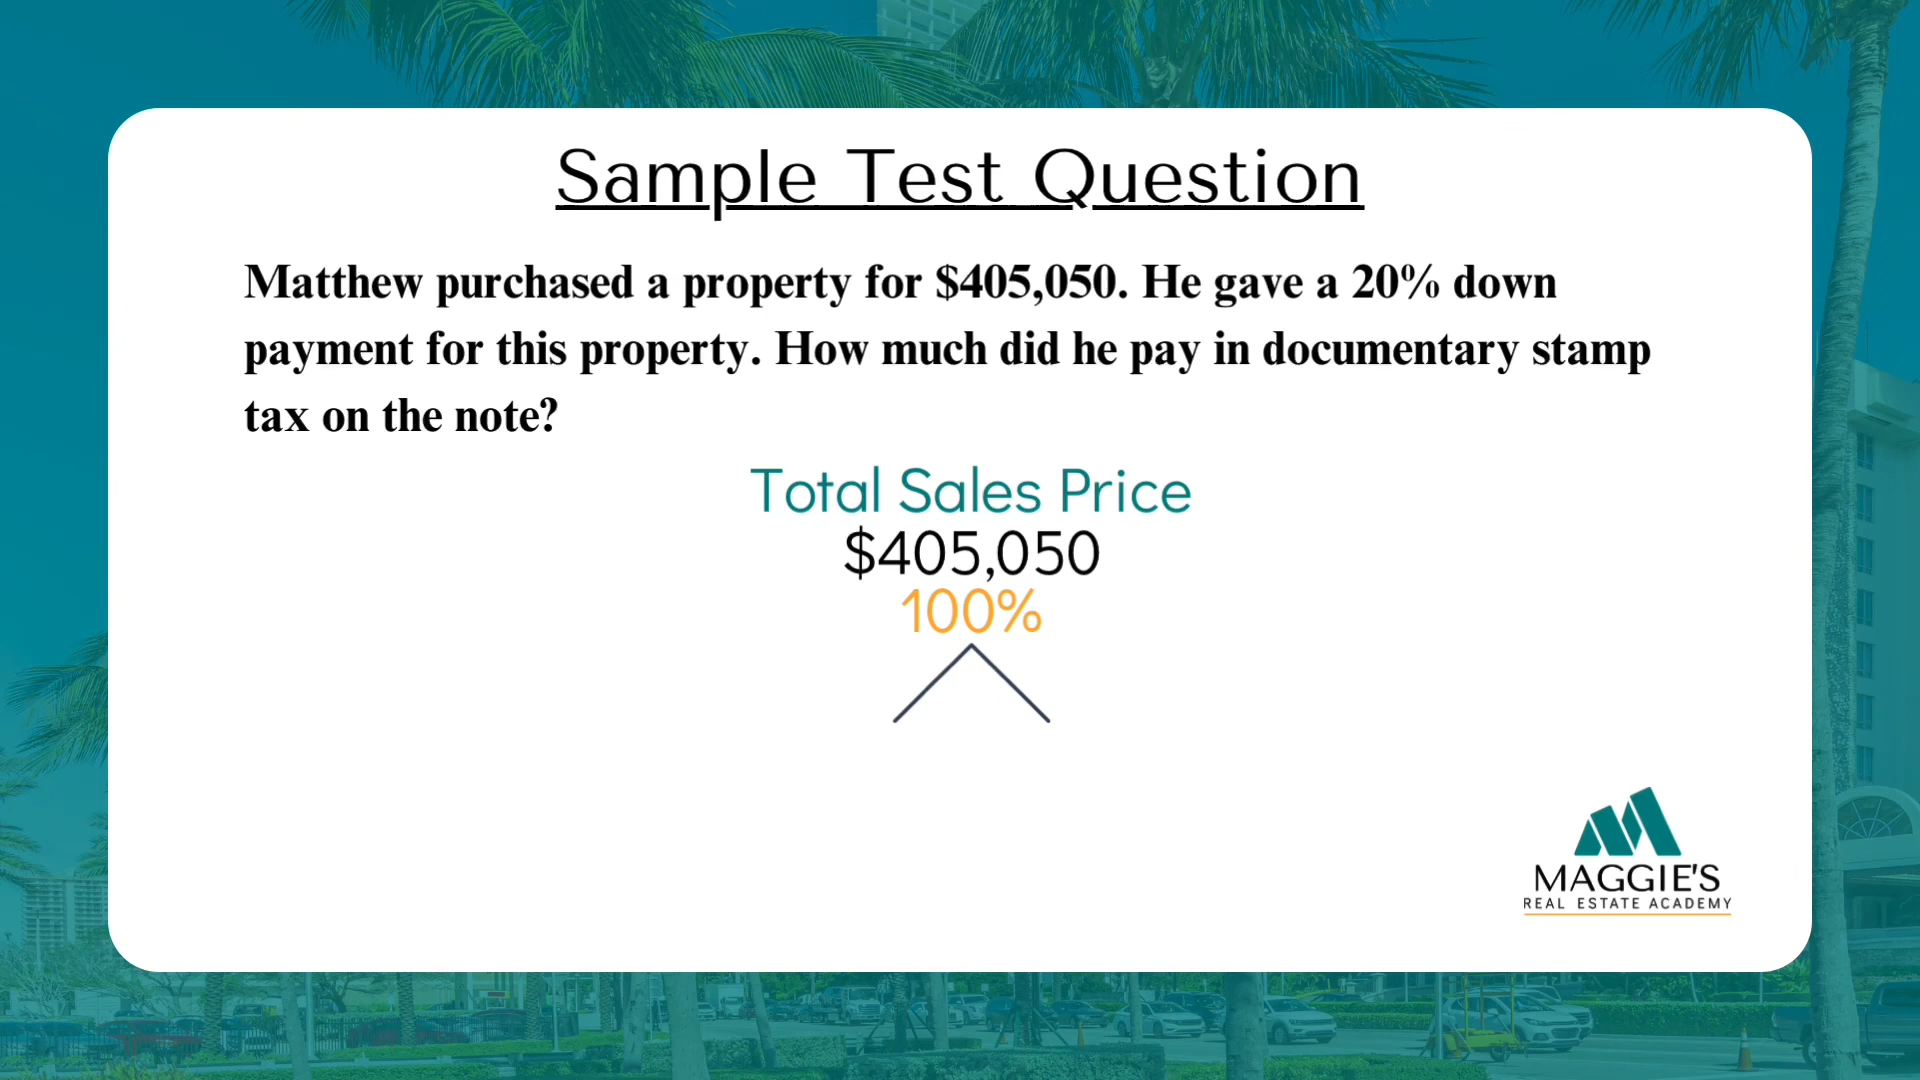 Sample Test Question
Matthew purchased a property for $405,050. He gave a 20% down
payment for this property. How much did he pay in documentary stamp
tax on the note?
Total Sales Price
$405,050
100%
MAGGIE'S
REAL ESTATE ACADEMY